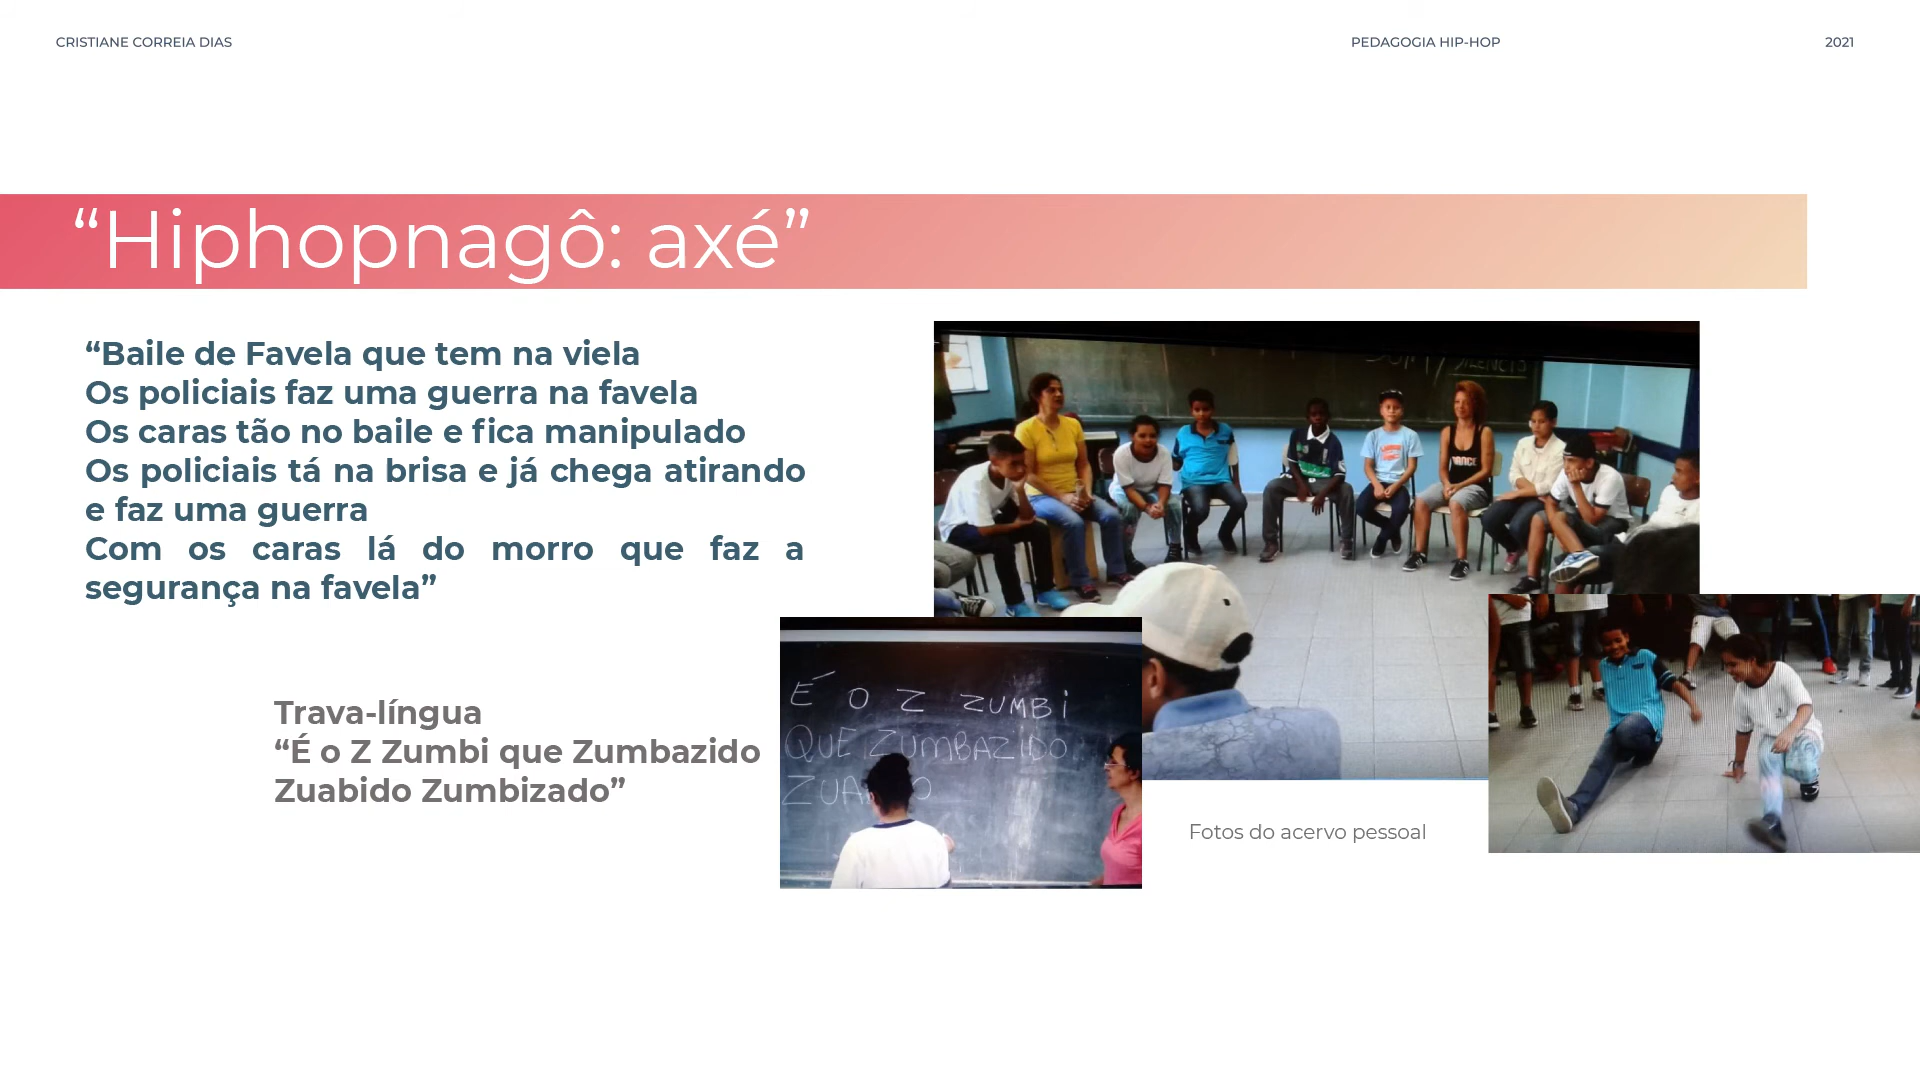 CRISTIANE CORREIA DIAS
PEDAGOGIA HIP-HOP
2021
“Hiphopnagô: axé”
“Baile de Favela que tem na viela
Os policiais faz uma guerra na favela
Os caras tão no baile e fica manipulado
Os policiais tá na brisa e já chega atirando
e faz uma guerra
Com os caras lá do morro que faz a
segurança na favela”
Trava-língua
“É o Z Zumbi que Zumbazido
Zuabido Zumbizado”
É O Z ZUMBi
QUE ZUMBAZIDO
Fotos do acervo pessoal